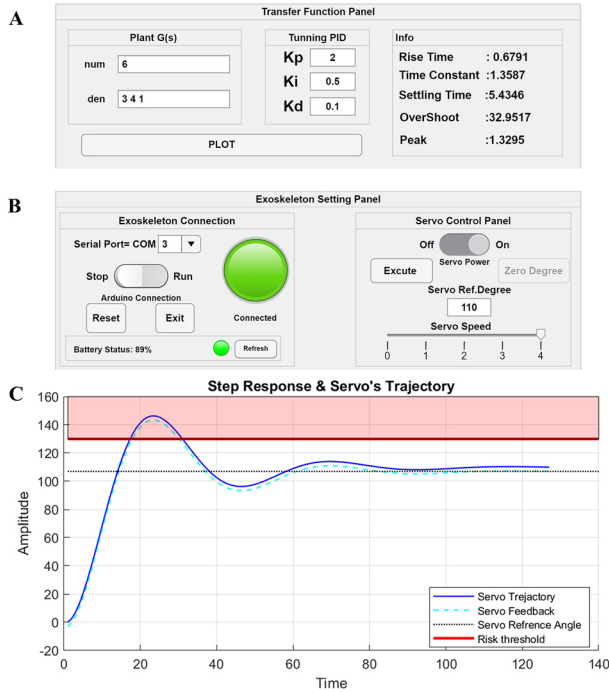 A
Transfer Function Panel
Plant G(s)
num 6
den 3 4 1
Tunning PID
Kp 2
Ki 0.5
Kd 0.1
PLOT
Info
Rise Time : 0.6791
Time Constant :1.3587
Settling Time :5.4346
OverShoot :32.9517
Peak :1.3295
B
Exoskeleton Setting Panel
Exoskeleton Connection
Serial Port= COM 3
Stop Run
Arduino Connection
Reset Exit
Connected
Battery Status: 89% Refresh
Servo Control Panel
Off On
Servo Power
Excute Zero Degree
Servo Ref.Degree
110
Servo Speed
0 1 2 3 4
C
Step Response & Servo's Trajectory
160
140
120
100
80
60
40
20
0
-20
Amplitude
0 20 40 60 80 100 120 140
Time
Servo Trejactory
Servo Feedback
Servo Refrence Angle
Risk threshold